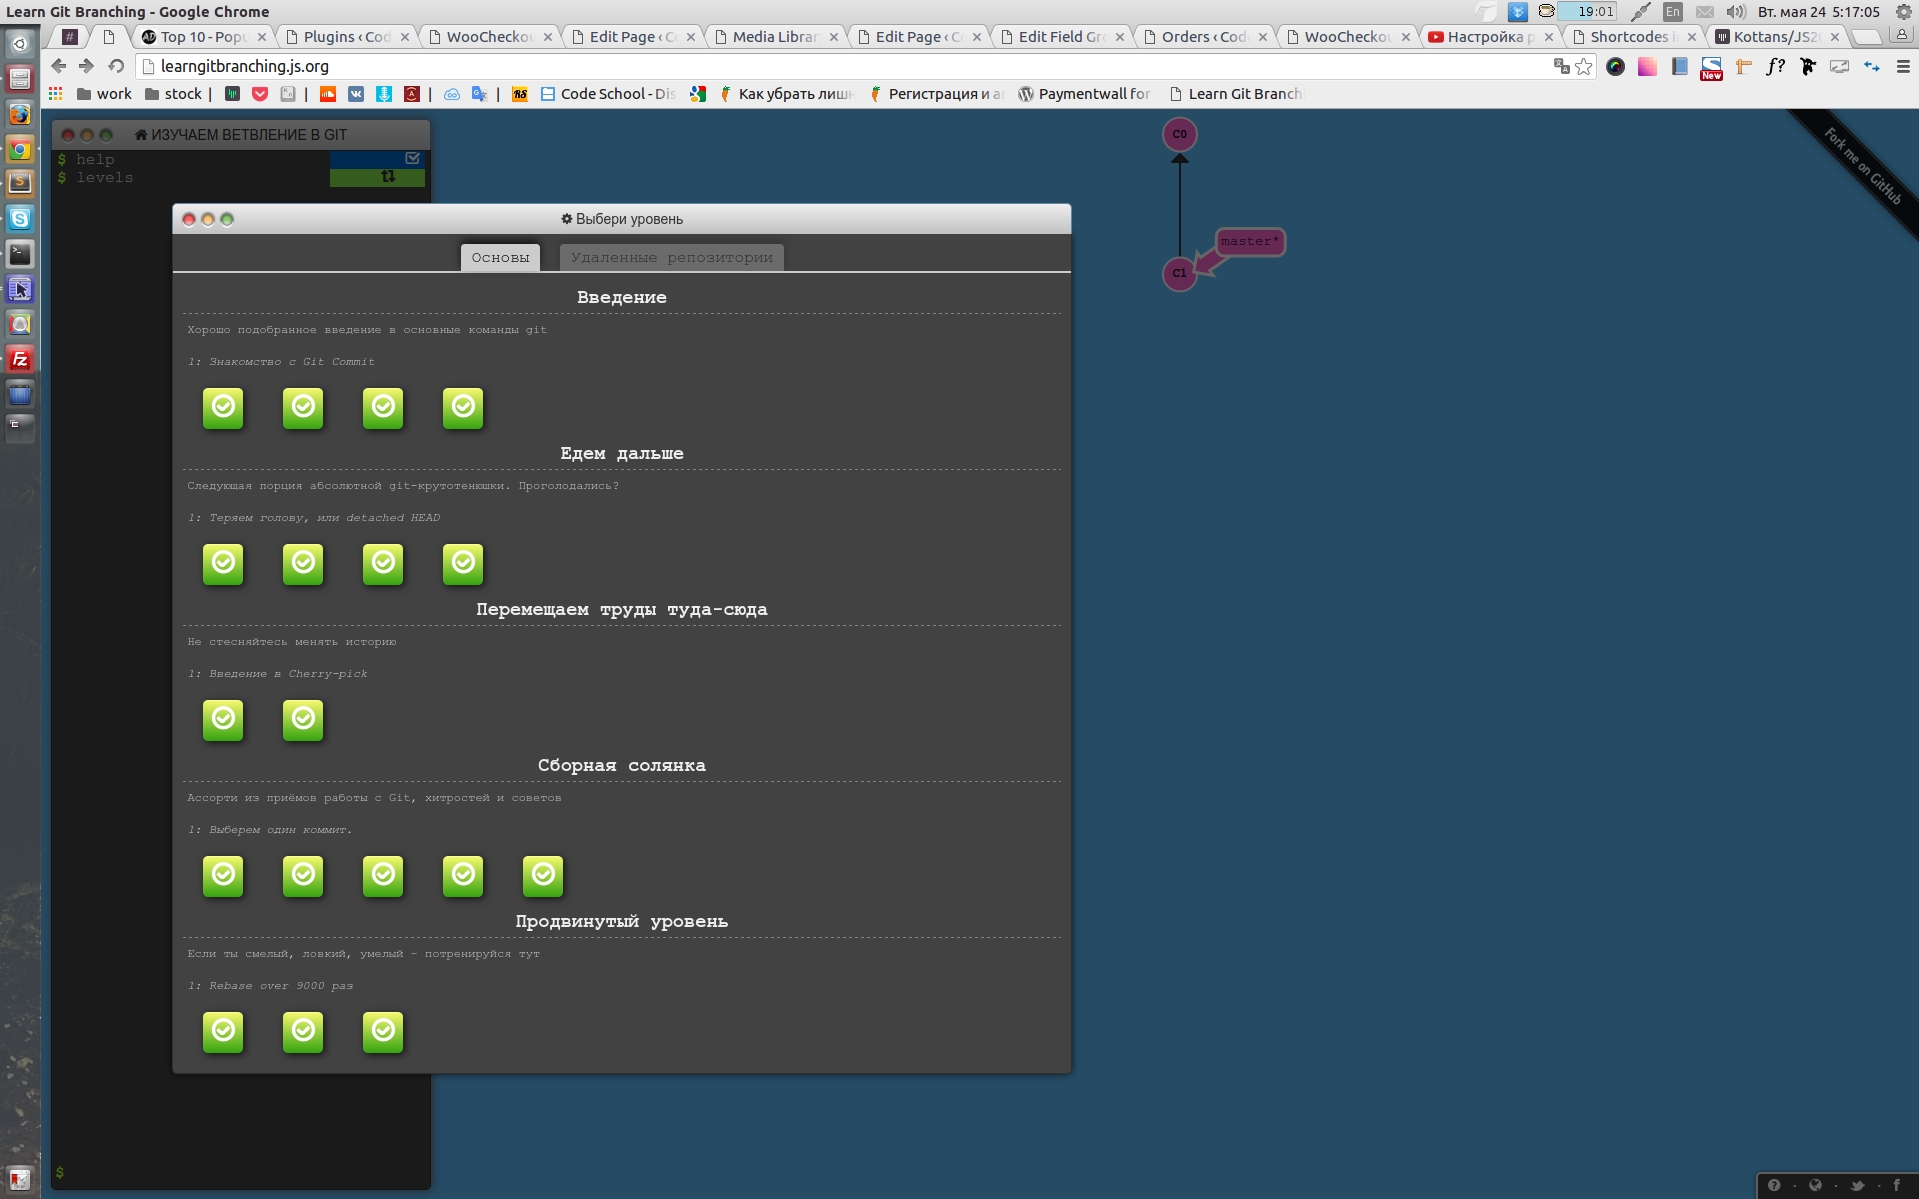 Learn Git Branching - Google Chrome
19:01
En
Вт. мая 24 5:17:05
#
Top 10 - Popu
Plugins ‹ Cod
WooCheckou
Edit Page ‹ C
Media Librar
Edit Page ‹ C
Edit Field Gro
Orders ‹ Cod
WooCheckou
Настройка р
Shortcodes i
Kottans/JS20
learngitbranching.js.org
New
f?
work
stock |
Code School - Dis
Как убрать лиш
Регистрация и а
Paymentwall for
Learn Git Branch
ИЗУЧАЕМ ВЕТВЛЕНИЕ В GIT
$ help
$ levels
C0
master*
C1
Fork me on GitHub
Выбери уровень
Основы
Удаленные репозитории
Введение
Хорошо подобранное введение в основные команды git
1: Знакомство с Git Commit
Едем дальше
Следующая порция абсолютной git-крутотенюшки. Проголодались?
1: Теряем голову, или detached HEAD
Перемещаем труды туда-сюда
Не стесняйтесь менять историю
1: Введение в Cherry-pick
Сборная солянка
Ассорти из приёмов работы с Git, хитростей и советов
1: Выберем один коммит.
Продвинутый уровень
Если ты смелый, ловкий, умелый - потренируйся тут
1: Rebase over 9000 раз
$